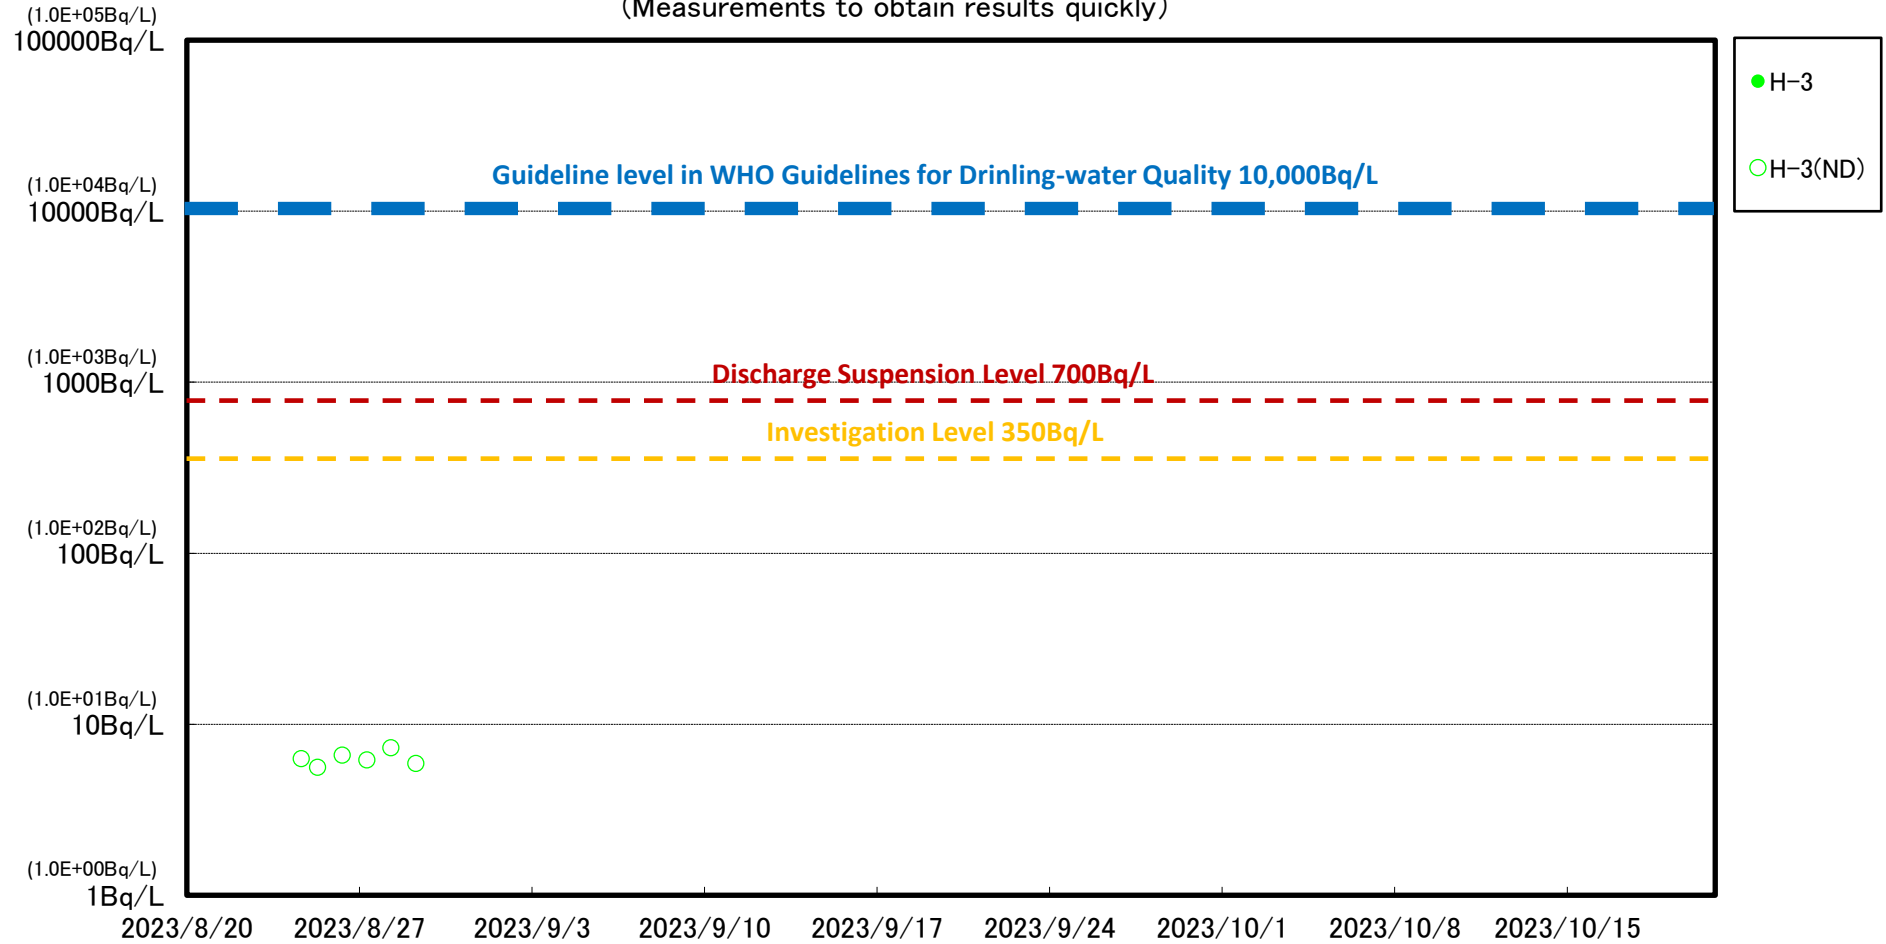 (Measurements to obtain results quickly)
(1.0E+05Bq/L)
100000Bq/L
H-3
H-3(ND)
Guideline level in WHO Guidelines for Drinling-water Quality 10,000Bq/L
(1.0E+04Bq/L)
10000Bq/L
(1.0E+03Bq/L)
1000Bq/L
Discharge Suspension Level 700Bq/L
Investigation Level 350Bq/L
(1.0E+02Bq/L)
100Bq/L
(1.0E+01Bq/L)
10Bq/L
(1.0E+00Bq/L)
1Bq/L
2023/8/20 2023/8/27 2023/9/3 2023/9/10 2023/9/17 2023/9/24 2023/10/1 2023/10/8 2023/10/15